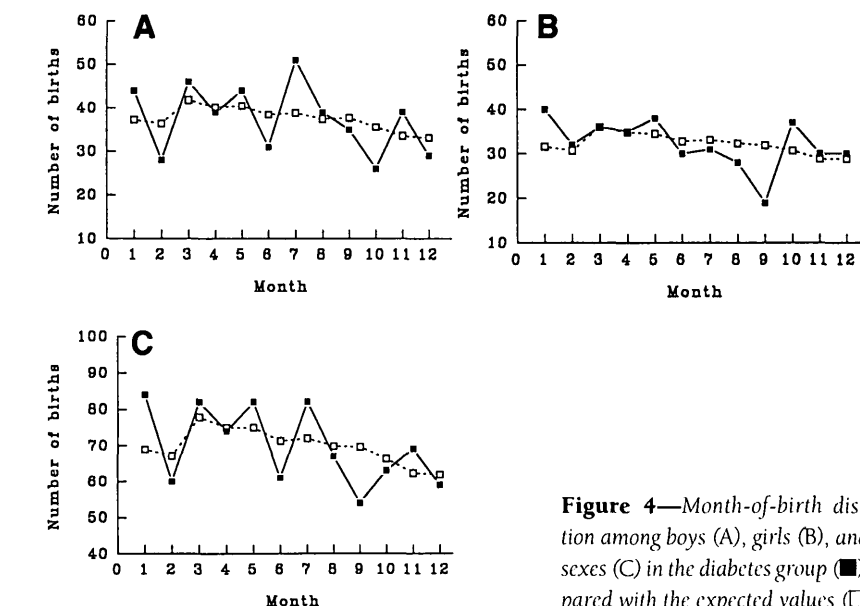 A
60
50
40
30
20
10
Number of births
0 1 2 3 4 5 6 7 8 9 10 11 12
Month
B
60
50
40
30
20
10
Number of births
0 1 2 3 4 5 6 7 8 9 10 11 12
Month
C
100
90
80
70
60
50
40
Number of births
0 1 2 3 4 5 6 7 8 9 10 11 12
Month
Figure 4—Month-of-birth dis
tion among boys (A), girls (B), an
sexes (C) in the diabetes group (■)
pared with the expected values (□